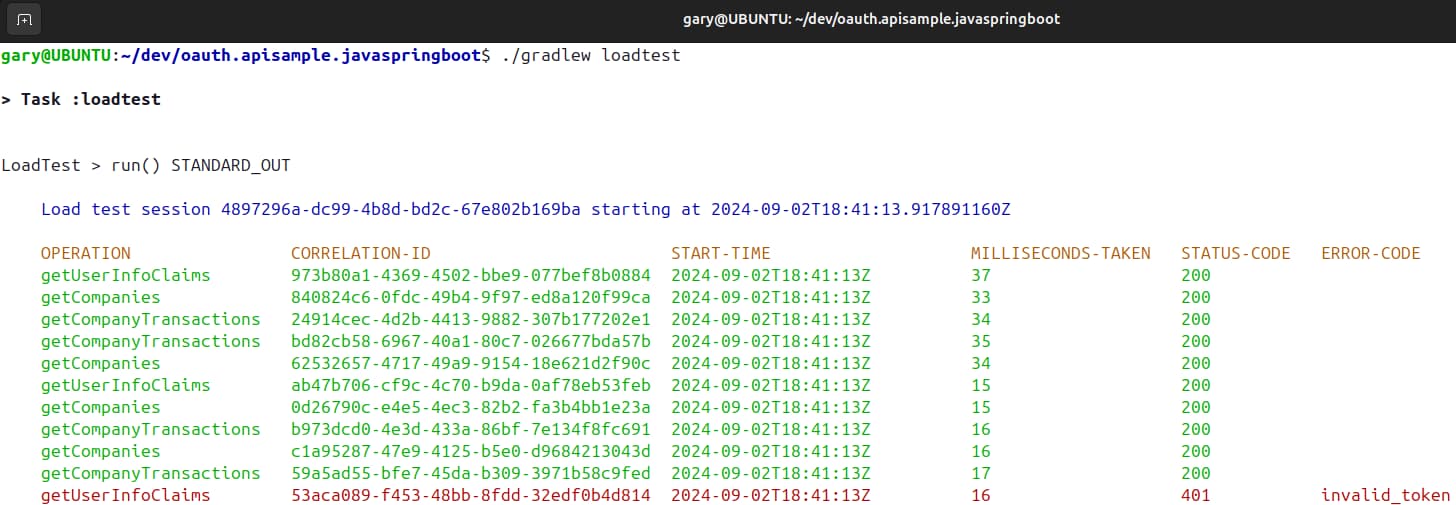 gary@UBUNTU: ~/dev/oauth.apisample.javaspringboot
gary@UBUNTU:~/dev/oauth.apisample.javaspringboot$ ./gradlew loadtest
> Task :loadtest
LoadTest > run() STANDARD_OUT
Load test session 4897296a-dc99-4b8d-bd2c-67e802b169ba starting at 2024-09-02T18:41:13.917891160Z
OPERATION CORRELATION-ID START-TIME MILLISECONDS-TAKEN STATUS-CODE ERROR-CODE
getUserInfoClaims 973b80a1-4369-4502-bbe9-077bef8b0884 2024-09-02T18:41:13Z 37 200
getCompanies 840824c6-0fdc-49b4-9f97-ed8a120f99ca 2024-09-02T18:41:13Z 33 200
getCompanyTransactions 24914cec-4d2b-4413-9882-307b177202e1 2024-09-02T18:41:13Z 34 200
getCompanyTransactions bd82cb58-6967-40a1-80c7-026677bda57b 2024-09-02T18:41:13Z 35 200
getCompanies 62532657-4717-49a9-9154-18e621d2f90c 2024-09-02T18:41:13Z 34 200
getUserInfoClaims ab47b706-cf9c-4c70-b9da-0af78eb53feb 2024-09-02T18:41:13Z 15 200
getCompanies 0d26790c-e4e5-4ec3-82b2-fa3b4bb1e23a 2024-09-02T18:41:13Z 15 200
getCompanyTransactions b973dcd0-4e3d-433a-86bf-7e134f8fc691 2024-09-02T18:41:13Z 16 200
getCompanies c1a95287-47e9-4125-b5e0-d9684213043d 2024-09-02T18:41:13Z 16 200
getCompanyTransactions 59a5ad55-bfe7-45da-b309-3971b58c9fed 2024-09-02T18:41:13Z 17 200
getUserInfoClaims 53aca089-f453-48bb-8fdd-32edf0b4d814 2024-09-02T18:41:13Z 16 401 invalid_token